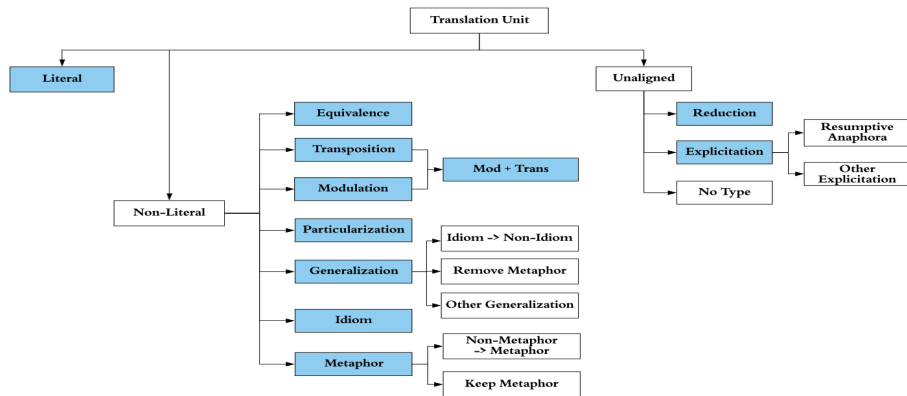 Translation Unit
Literal
Unaligned
Equivalence
Reduction
Transposition
Explicitation
Resumptive
Anaphora
Mod + Trans
Other
Explicitation
Modulation
No Type
Non-Literal
Particularization
Idiom -> Non-Idiom
Generalization
Remove Metaphor
Other Generalization
Idiom
Non-Metaphor
-> Metaphor
Metaphor
Keep Metaphor